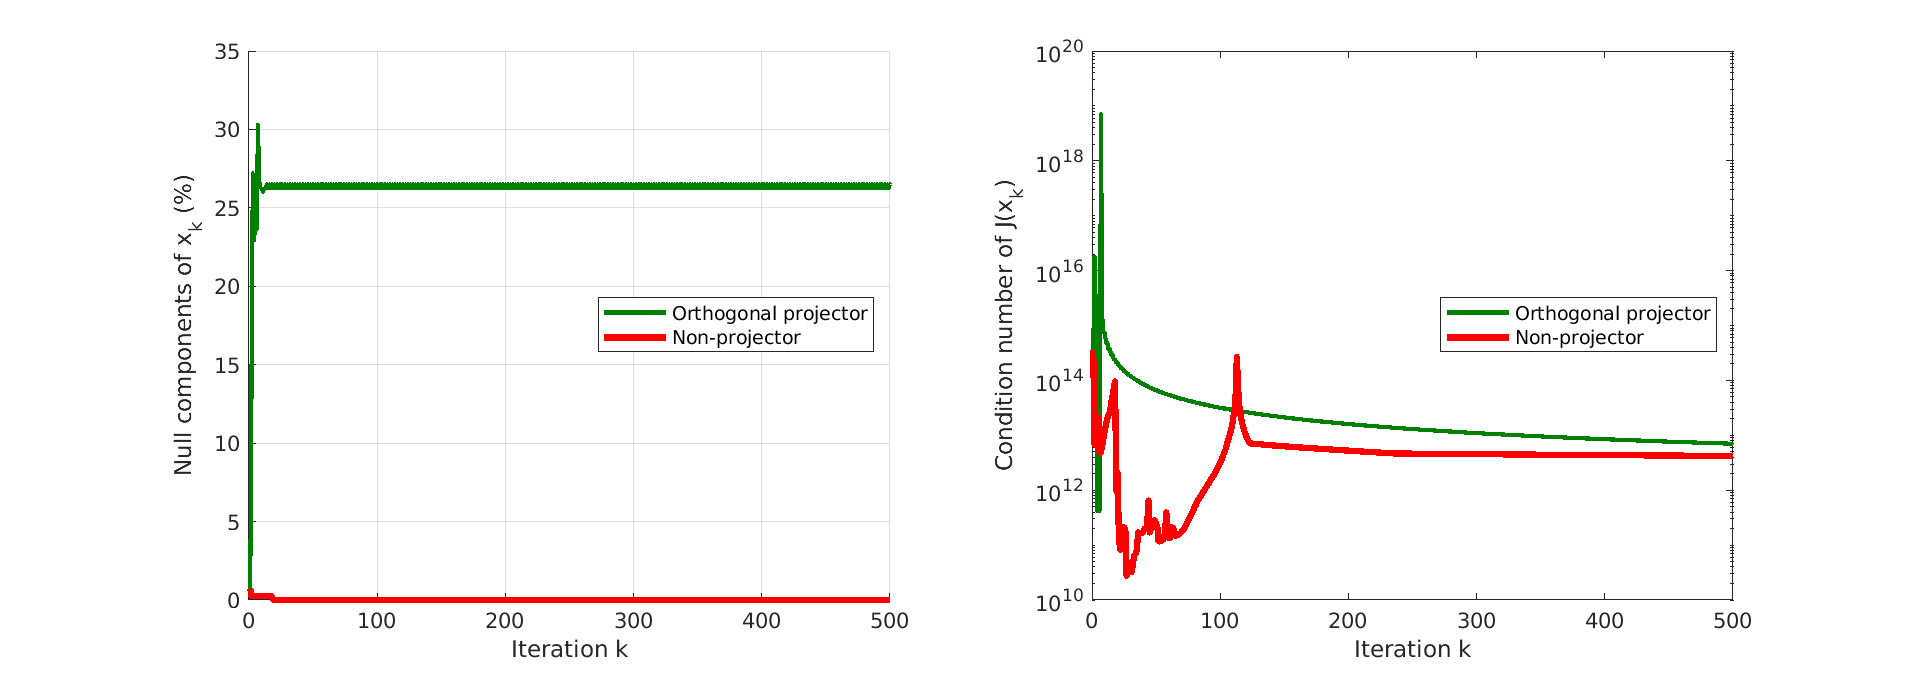 35
30
25
20
15
10
5
0
0 100 200 300 400 500
Iteration k
Null components of x_k (%)
Orthogonal projector
Non-projector
10^20
10^18
10^16
10^14
10^12
10^10
0 100 200 300 400 500
Iteration k
Condition number of J(x_k)
Orthogonal projector
Non-projector